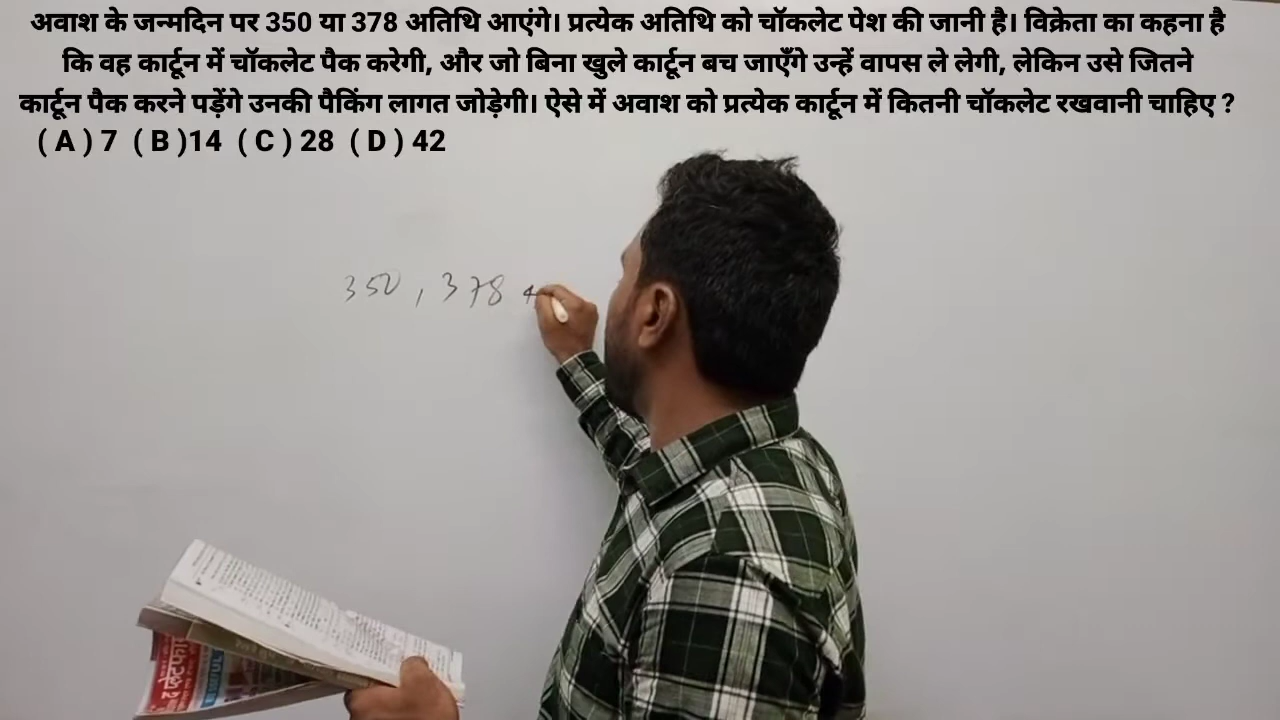 अवाश के जन्मदिन पर 350 या 378 अतिथि आएंगे। प्रत्येक अतिथि को चॉकलेट पेश की जानी है। विक्रेता का कहना है
कि वह कार्टून में चॉकलेट पैक करेगी, और जो बिना खुले कार्टून बच जाएँगे उन्हें वापस ले लेगी, लेकिन उसे जितने
कार्टून पैक करने पड़ेंगे उनकी पैकिंग लागत जोड़ेगी। ऐसे में अवाश को प्रत्येक कार्टून में कितनी चॉकलेट रखवानी चाहिए ?
( A ) 7 ( B )14 ( C ) 28 ( D ) 42
350, 378